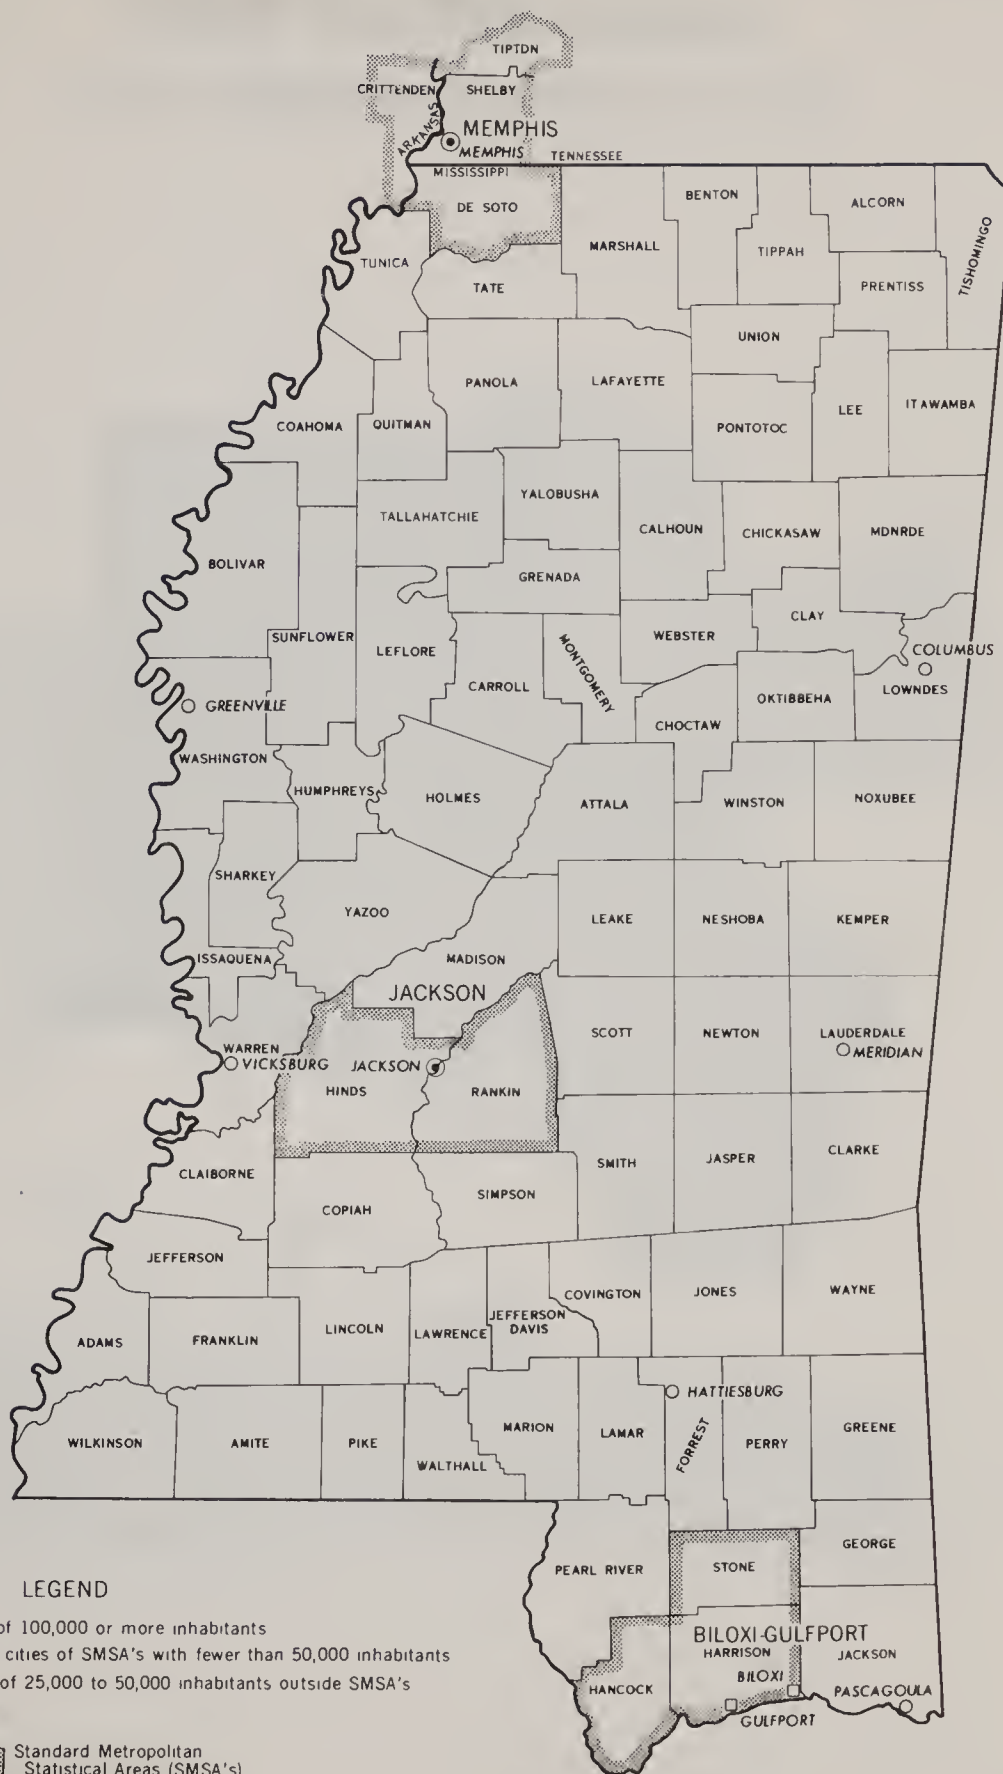 TIPTDN
CRITTENDEN
SHELBY
ARKANSAS
MEMPHIS
MEMPHIS
TENNESSEE
MISSISSIPPI
DE SOTO
BENTON
ALCORN
TISHOMINGO
MARSHALL
TIPPAH
TUNICA
TATE
PRENTISS
UNION
PANOLA
LAFAYETTE
LEE
ITAWAMBA
COAHOMA
QUITMAN
PONTOTOC
YALOBUSHA
TALLAHATCHIE
CALHOUN
CHICKASAW
MDNRDE
BOLIVAR
GRENADA
CLAY
SUNFLOWER
WEBSTER
LEFLORE
MONTGOMERY
COLUMBUS
CARROLL
OKTIBBEHA
LOWNDES
GREENVILLE
CHOCTAW
WASHINGTON
HUMPHREYS
HOLMES
ATTALA
WINSTON
NOXUBEE
SHARKEY
YAZOO
LEAKE
NESHOBA
KEMPER
ISSAQUENA
MADISON
JACKSON
SCOTT
NEWTON
LAUDERDALE
WARREN
MERIDIAN
VICKSBURG
JACKSON
HINDS
RANKIN
CLAIBORNE
SMITH
JASPER
CLARKE
SIMPSON
COPIAH
JEFFERSON
COVINGTON
JONES
WAYNE
JEFFERSON
DAVIS
LINCOLN
LAWRENCE
ADAMS
FRANKLIN
HATTIESBURG
MARION
LAMAR
FORREST
PERRY
GREENE
WILKINSON
AMITE
PIKE
WALTHALL
GEORGE
PEARL RIVER
STONE
LEGEND
of 100,000 or more inhabitants
cities of SMSA's with fewer than 50,000 inhabitants
of 25,000 to 50,000 inhabitants outside SMSA's
BILOXI-GULFPORT
HARRISON
JACKSON
BILOXI
PASCAGOULA
HANCOCK
GULFPORT
Standard Metropolitan
Statistical Areas (SMSA's)